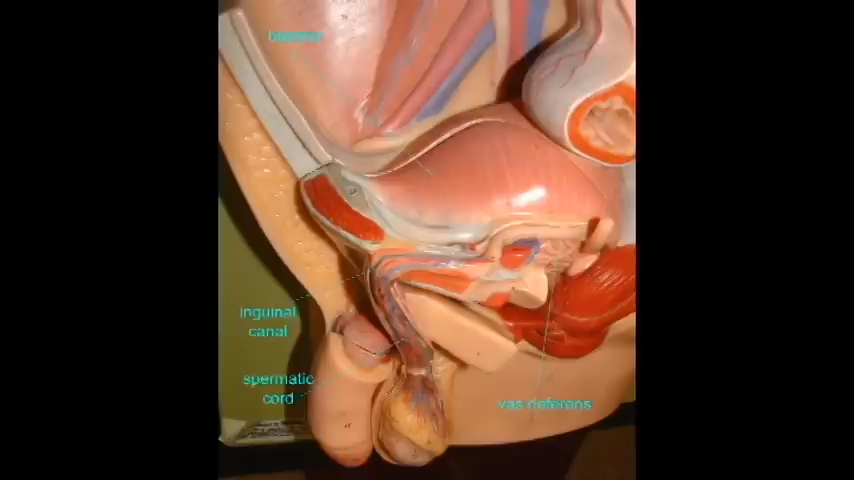 bladder
inguinal
canal
spermatic
cord
vas deferens